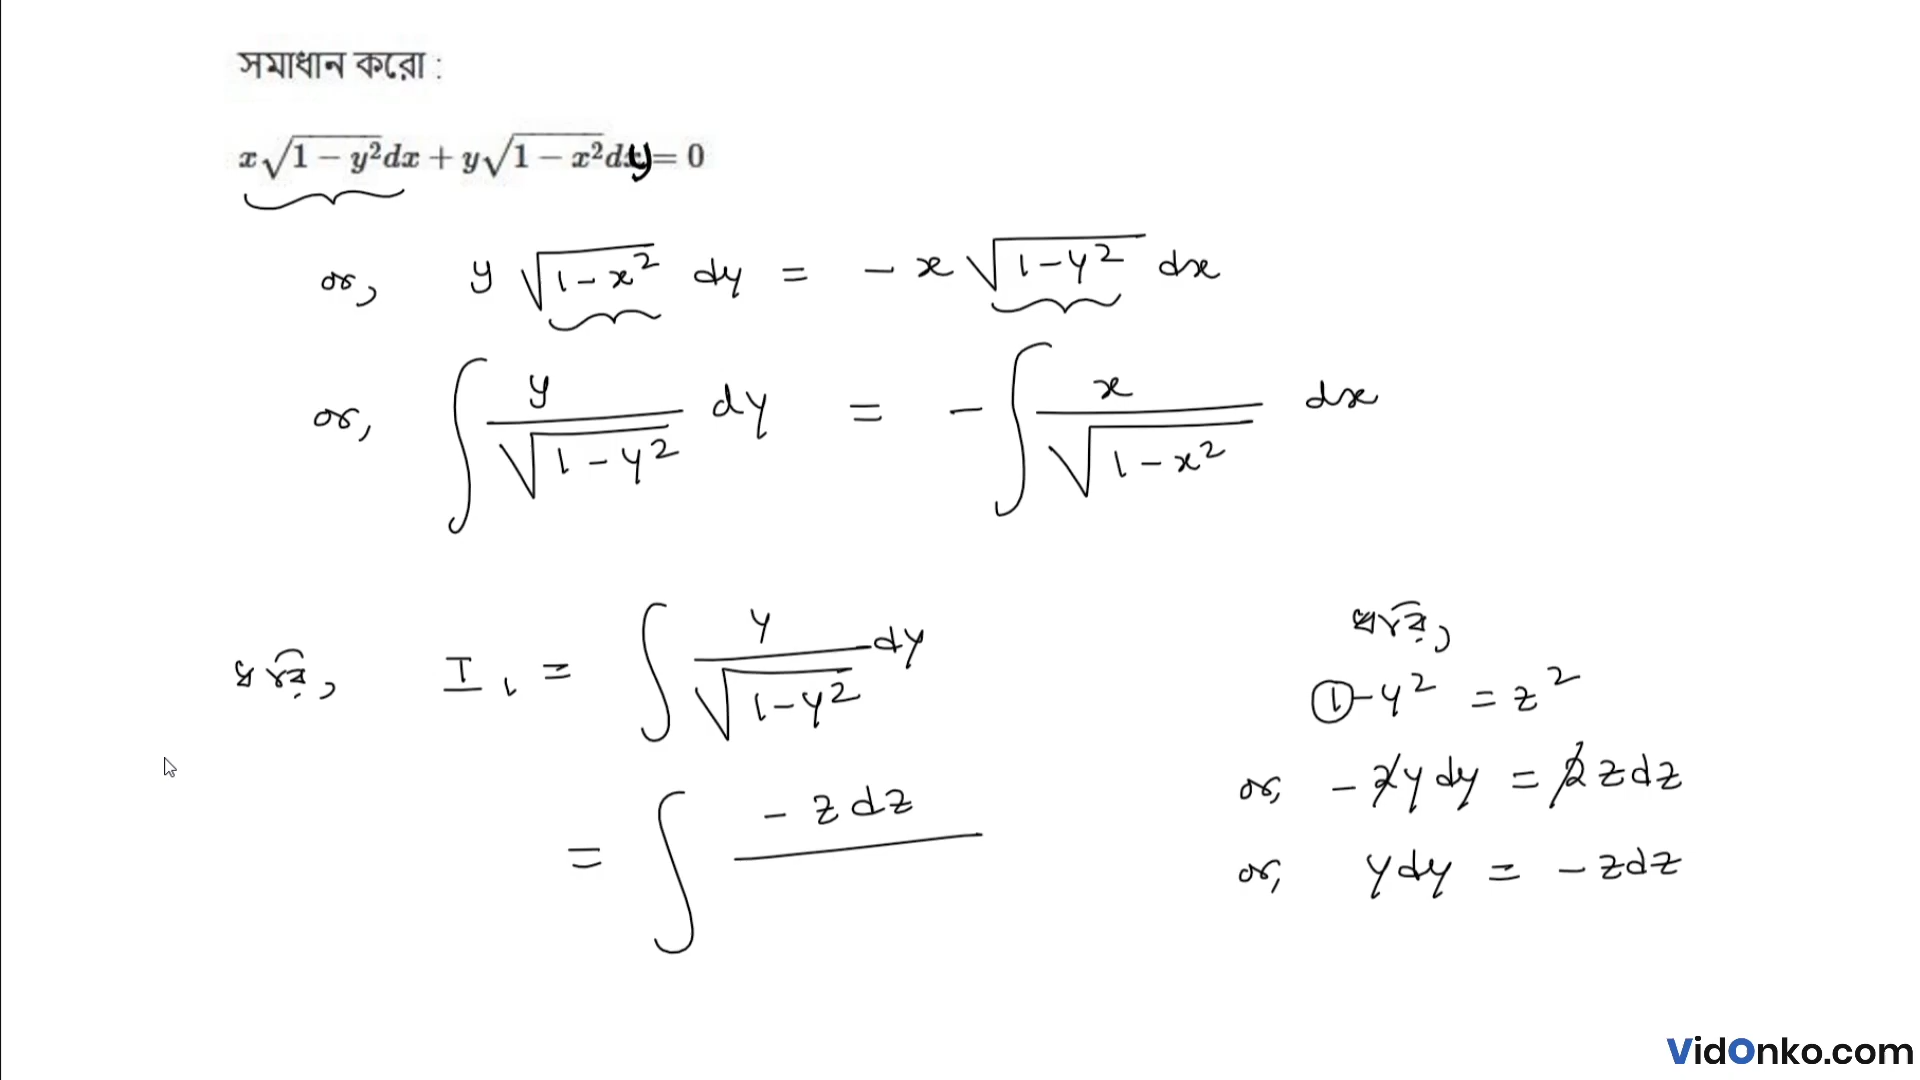 সমাধান করো :
x√(1 − y²)dx + y√(1 − x²)dy = 0
or, y √(1-x²) dy = - x √(1-y²) dx
or, ∫ y/√(1-y²) dy = - ∫ x/√(1-x²) dx
ধরি, I₁ = ∫ y/√(1-y²) dy
= ∫ - z dz
ধরি,
1-y² = z²
or, - 2y dy = 2z dz
or, y dy = - z dz
VidOnko.com